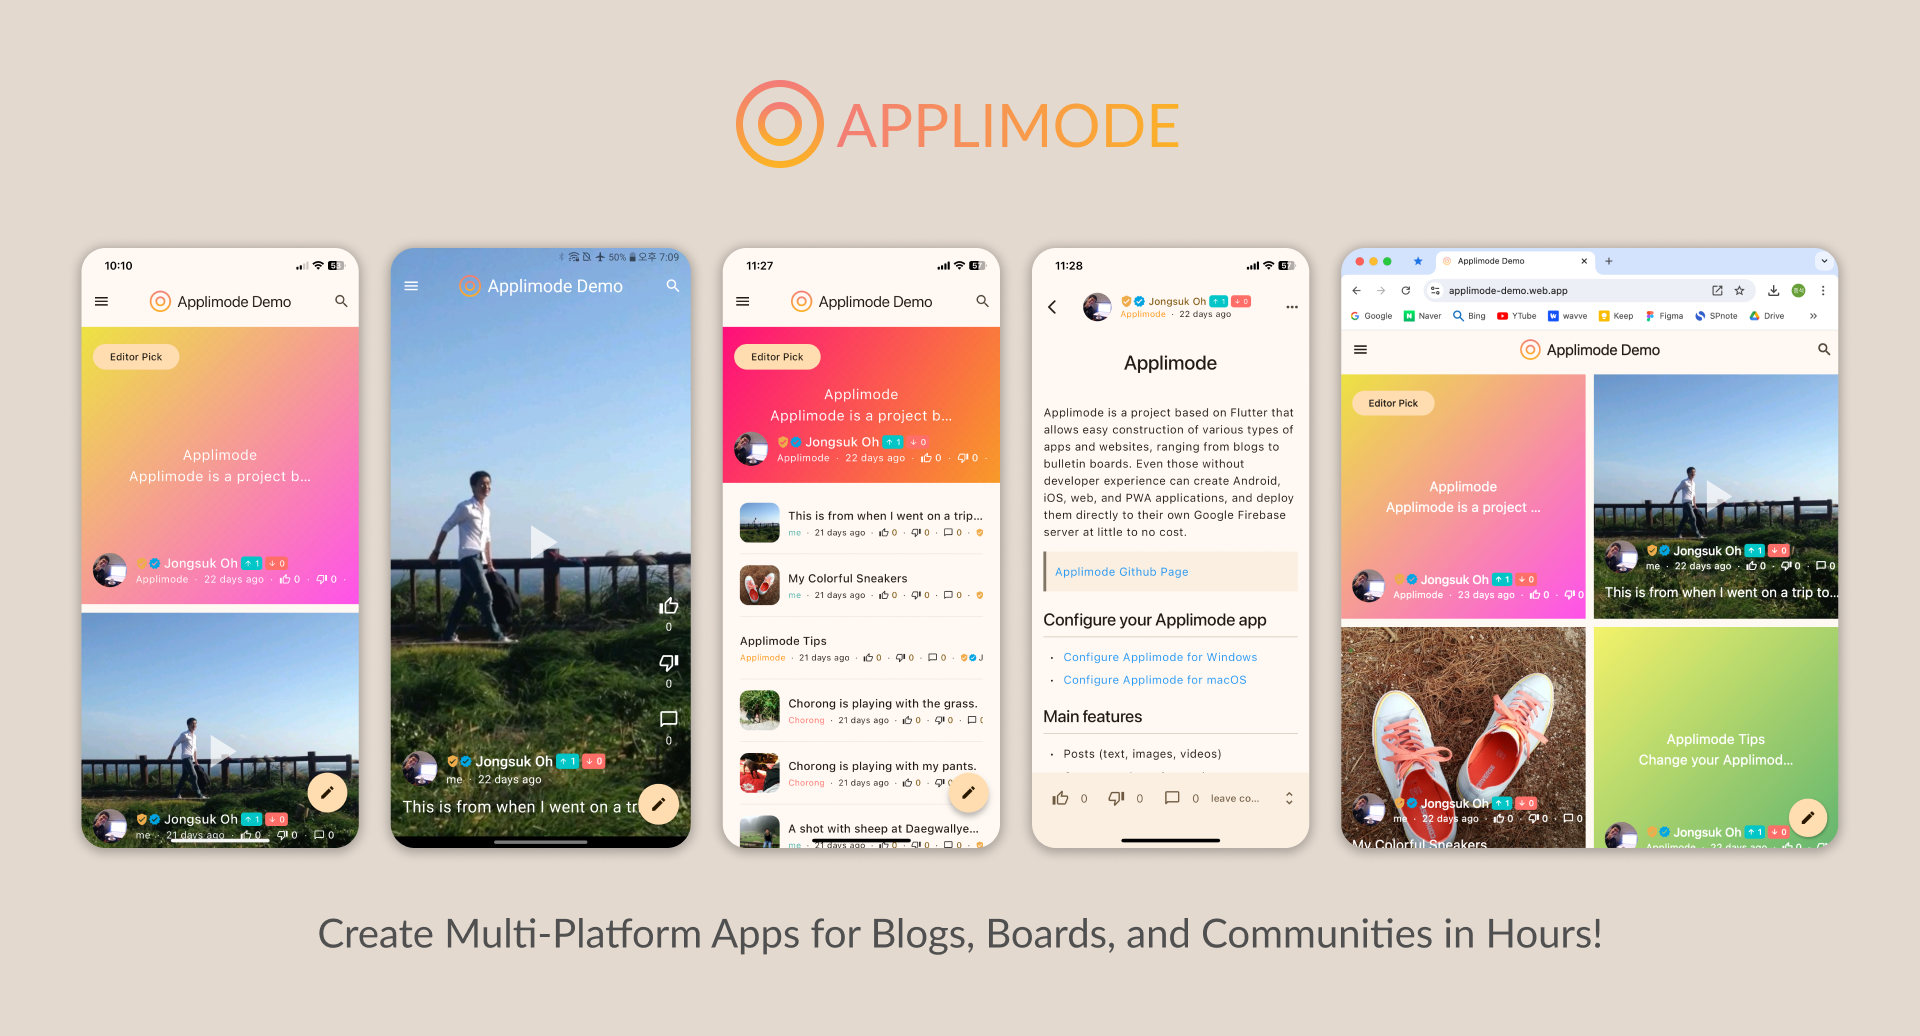 APPLIMODE
10:10
Applimode Demo
Editor Pick
Applimode
Applimode is a project b...
Jongsuk Oh ↑ 1 ↓ 0
Applimode · 22 days ago · 0 · 0 ·
Jongsuk Oh ↑ 1 ↓ 0
me · 21 days ago · 0 · 0 · 0
50% 오후 7:09
Applimode Demo
0
0
0
Jongsuk Oh ↑ 1 ↓ 0
me · 22 days ago
This is from when I went on a tr
11:27
Applimode Demo
Editor Pick
Applimode
Applimode is a project b...
Jongsuk Oh ↑ 1 ↓ 0
Applimode · 22 days ago · 0 · 0 ·
This is from when I went on a trip...
me · 21 days ago · 0 · 0 · 0 ·
My Colorful Sneakers
me · 21 days ago · 0 · 0 · 0 ·
Applimode Tips
Applimode · 21 days ago · 0 · 0 · 0 · J
Chorong is playing with the grass.
Chorong · 21 days ago · 0 · 0 · 0
Chorong is playing with my pants.
Chorong · 21 days ago · 0 ·
A shot with sheep at Daegwallye...
me · 21 days ago · 0 · 0 · 0 ·
11:28
Jongsuk Oh ↑ 1 ↓ 0
Applimode · 22 days ago
Applimode
Applimode is a project based on Flutter that
allows easy construction of various types of
apps and websites, ranging from blogs to
bulletin boards. Even those without
developer experience can create Android,
iOS, web, and PWA applications, and deploy
them directly to their own Google Firebase
server at little to no cost.
Applimode Github Page
Configure your Applimode app
· Configure Applimode for Windows
· Configure Applimode for macOS
Main features
· Posts (text, images, videos)
0 0 0 leave co...
Applimode Demo
applimode-demo.web.app
Google Naver Bing YTube wavve Keep Figma SPnote Drive »
Applimode Demo
Editor Pick
Applimode
Applimode is a project ...
Jongsuk Oh ↑ 1 ↓ 0
Applimode · 23 days ago · 0 · 0
Jongsuk Oh ↑ 1 ↓ 0
me · 22 days ago · 0 · 0 · 0
This is from when I went on a trip to...
Jongsuk Oh ↑ 1 ↓ 0
me · 22 days ago · 0 · 0 · 0
My Colorful Sneakers
Applimode Tips
Change your Applimod...
Jongsuk Oh ↑ 1 ↓ 0
Applimode · 22 days ago · 0
Create Multi-Platform Apps for Blogs, Boards, and Communities in Hours!